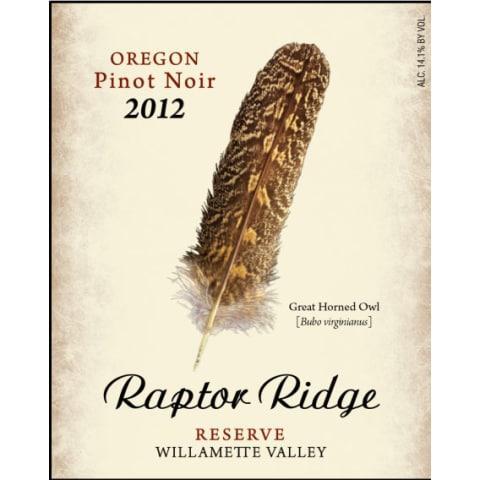 OREGON
Pinot Noir
2012
ALC. 14.1% BY VOL.
Great Horned Owl
[Bubo virginianus]
Raptor Ridge
RESERVE
WILLAMETTE VALLEY